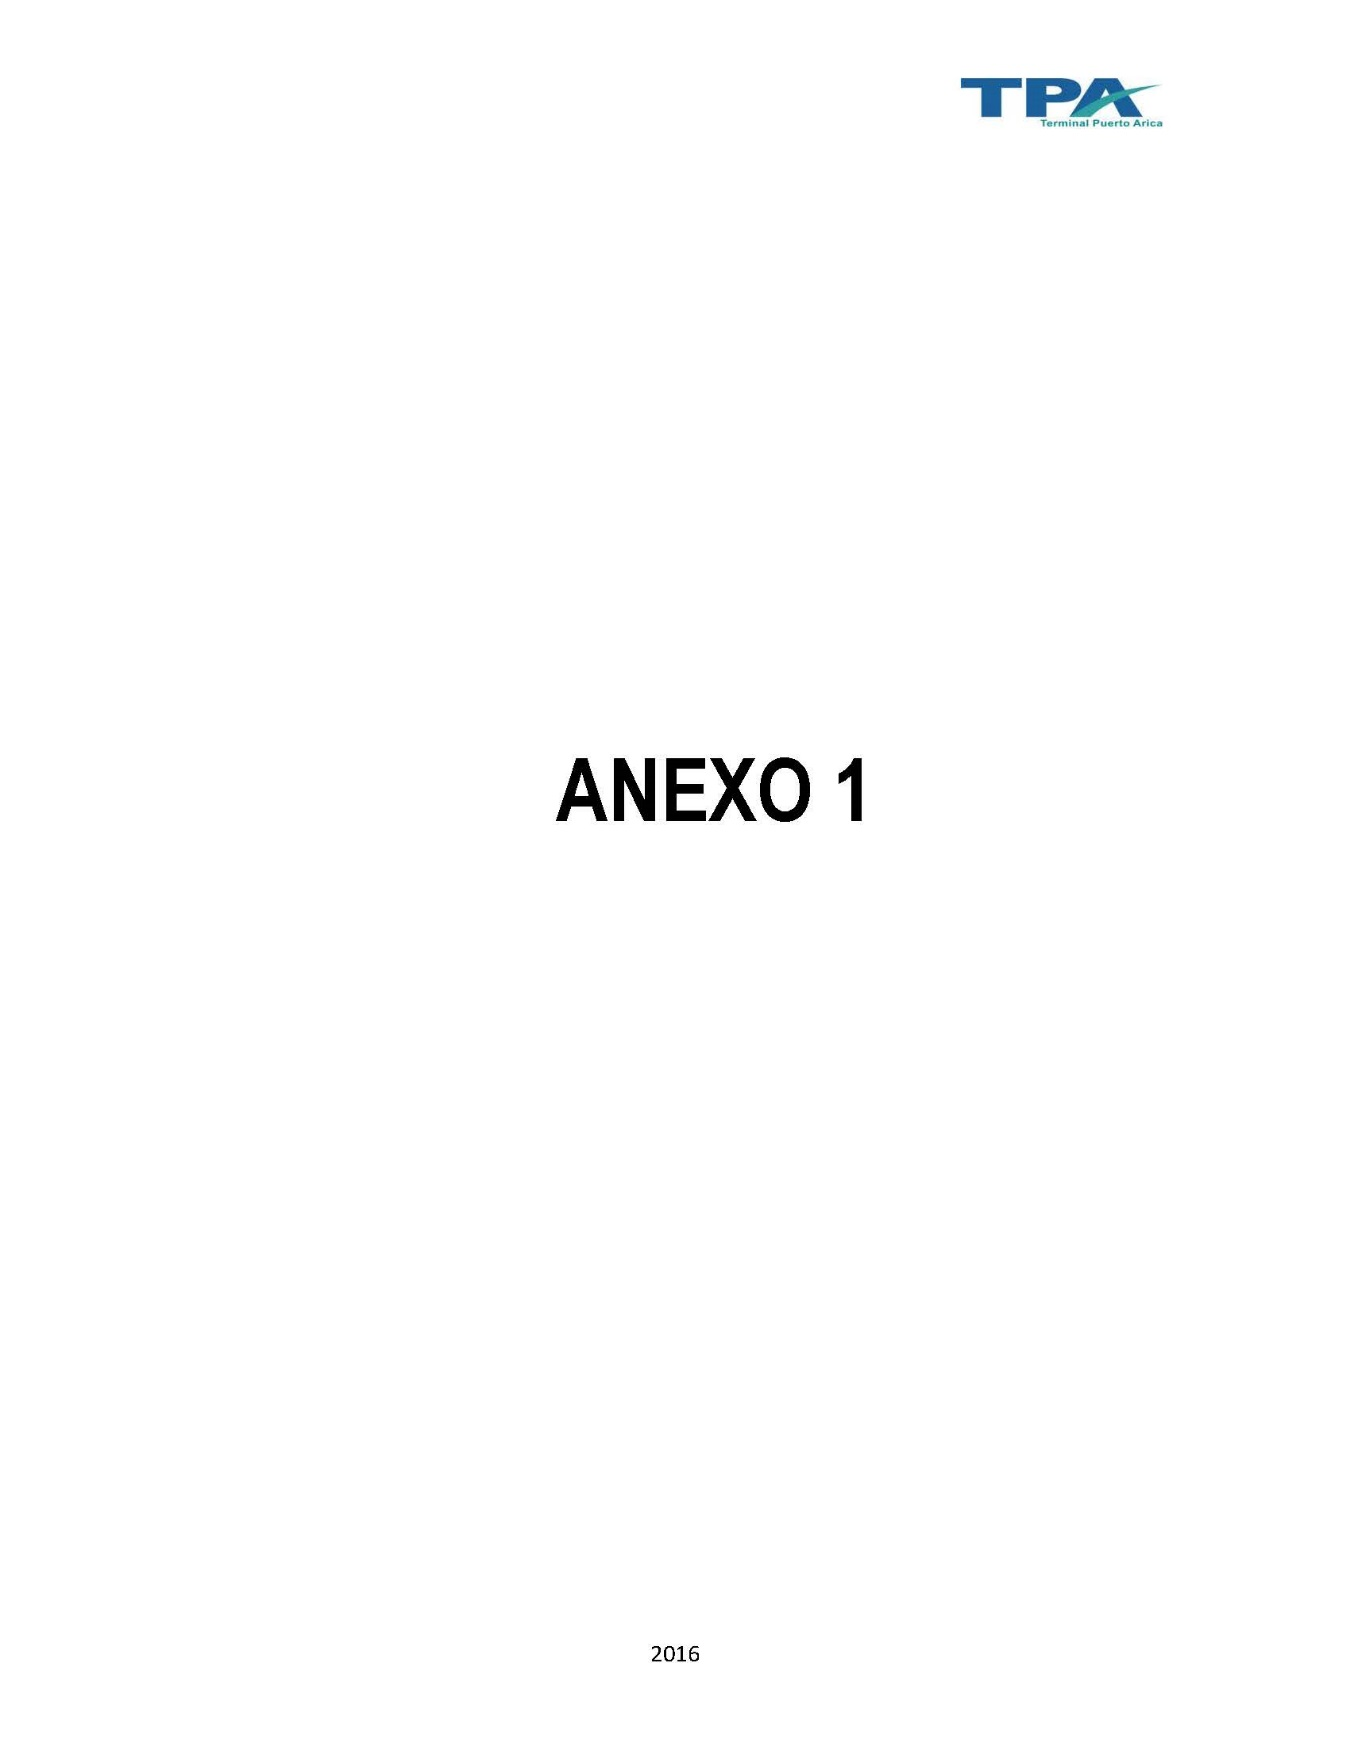 TPA
Terminal Puerto Arica
ANEXO 1
2016